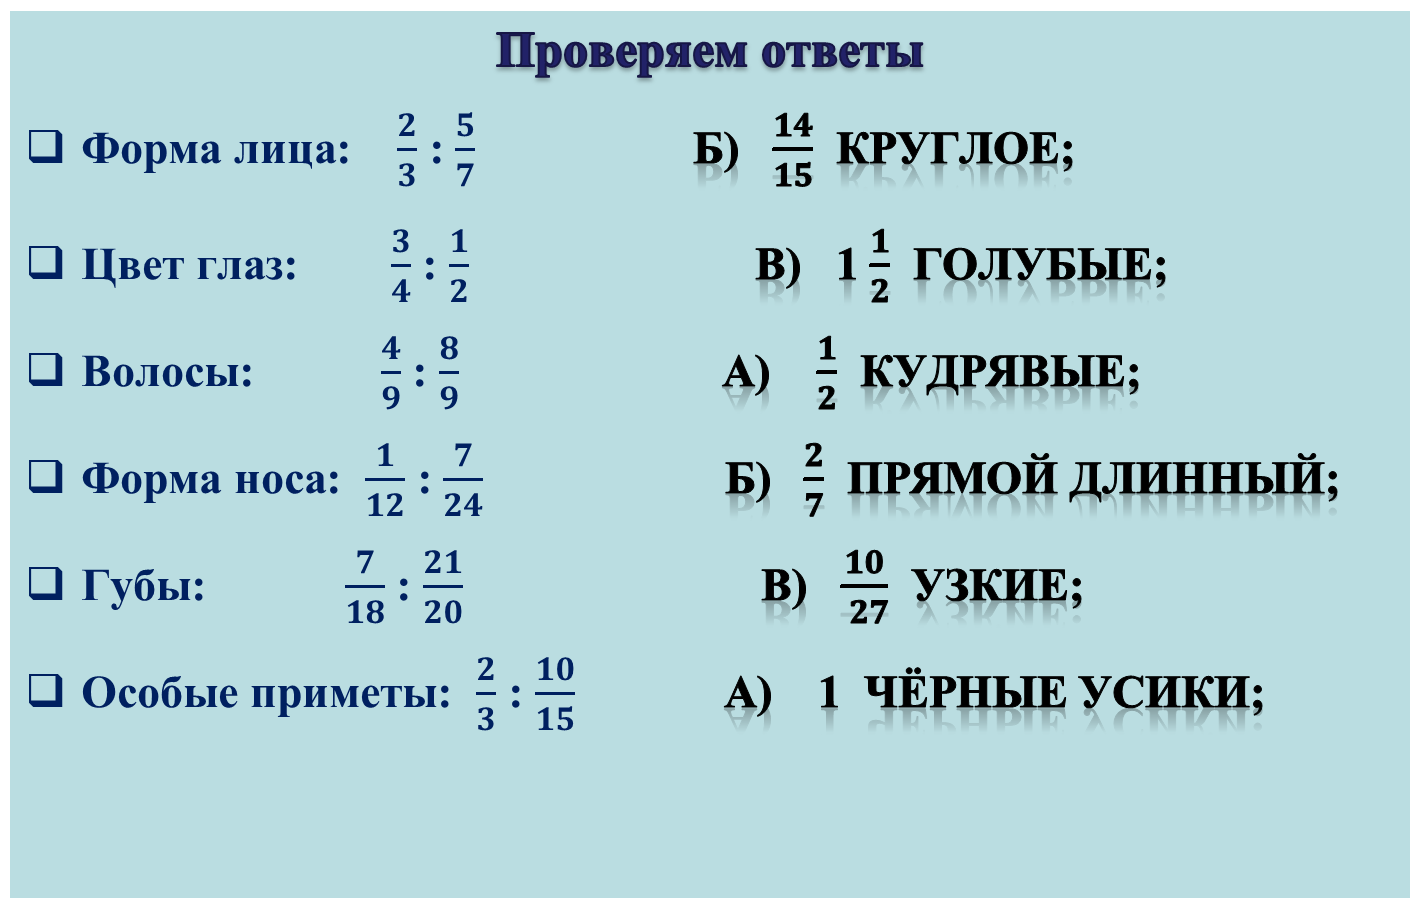 Проверяем ответы
❑ Форма лица: 2/3 : 5/7 Б) 14/15 КРУГЛОЕ;
❑ Цвет глаз: 3/4 : 1/2 В) 1 1/2 ГОЛУБЫЕ;
❑ Волосы: 4/9 : 8/9 А) 1/2 КУДРЯВЫЕ;
❑ Форма носа: 1/12 : 7/24 Б) 2/7 ПРЯМОЙ ДЛИННЫЙ;
❑ Губы: 7/18 : 21/20 В) 10/27 УЗКИЕ;
❑ Особые приметы: 2/3 : 10/15 А) 1 ЧЁРНЫЕ УСИКИ;